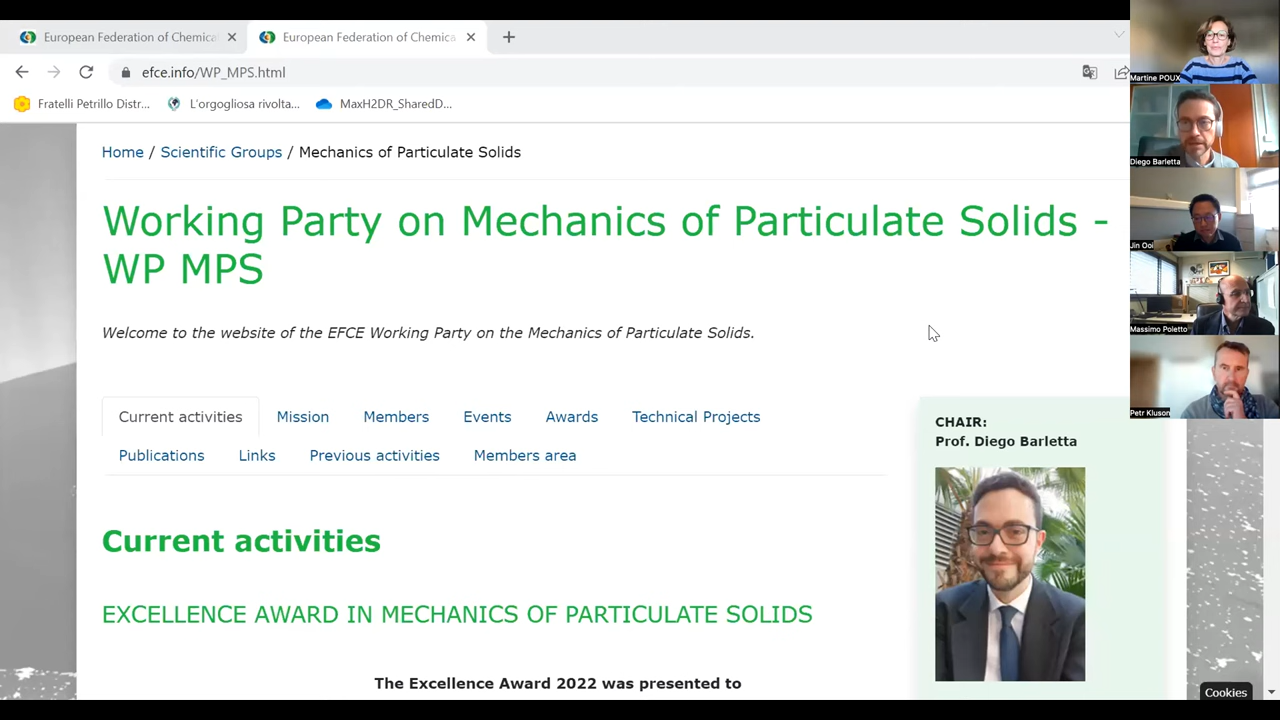 European Federation of Chemica
European Federation of Chemica
efce.info/WP_MPS.html
Fratelli Petrillo Distr...
L'orgogliosa rivolta...
MaxH2DR_SharedD...
Home / Scientific Groups / Mechanics of Particulate Solids
Working Party on Mechanics of Particulate Solids -
WP MPS
Welcome to the website of the EFCE Working Party on the Mechanics of Particulate Solids.
Current activities
Mission
Members
Events
Awards
Technical Projects
Publications
Links
Previous activities
Members area
Current activities
EXCELLENCE AWARD IN MECHANICS OF PARTICULATE SOLIDS
The Excellence Award 2022 was presented to
CHAIR:
Prof. Diego Barletta
Cookies
Martine POUX
Diego Barletta
Jin Ooi
Massimo Poletto
Petr Kluson